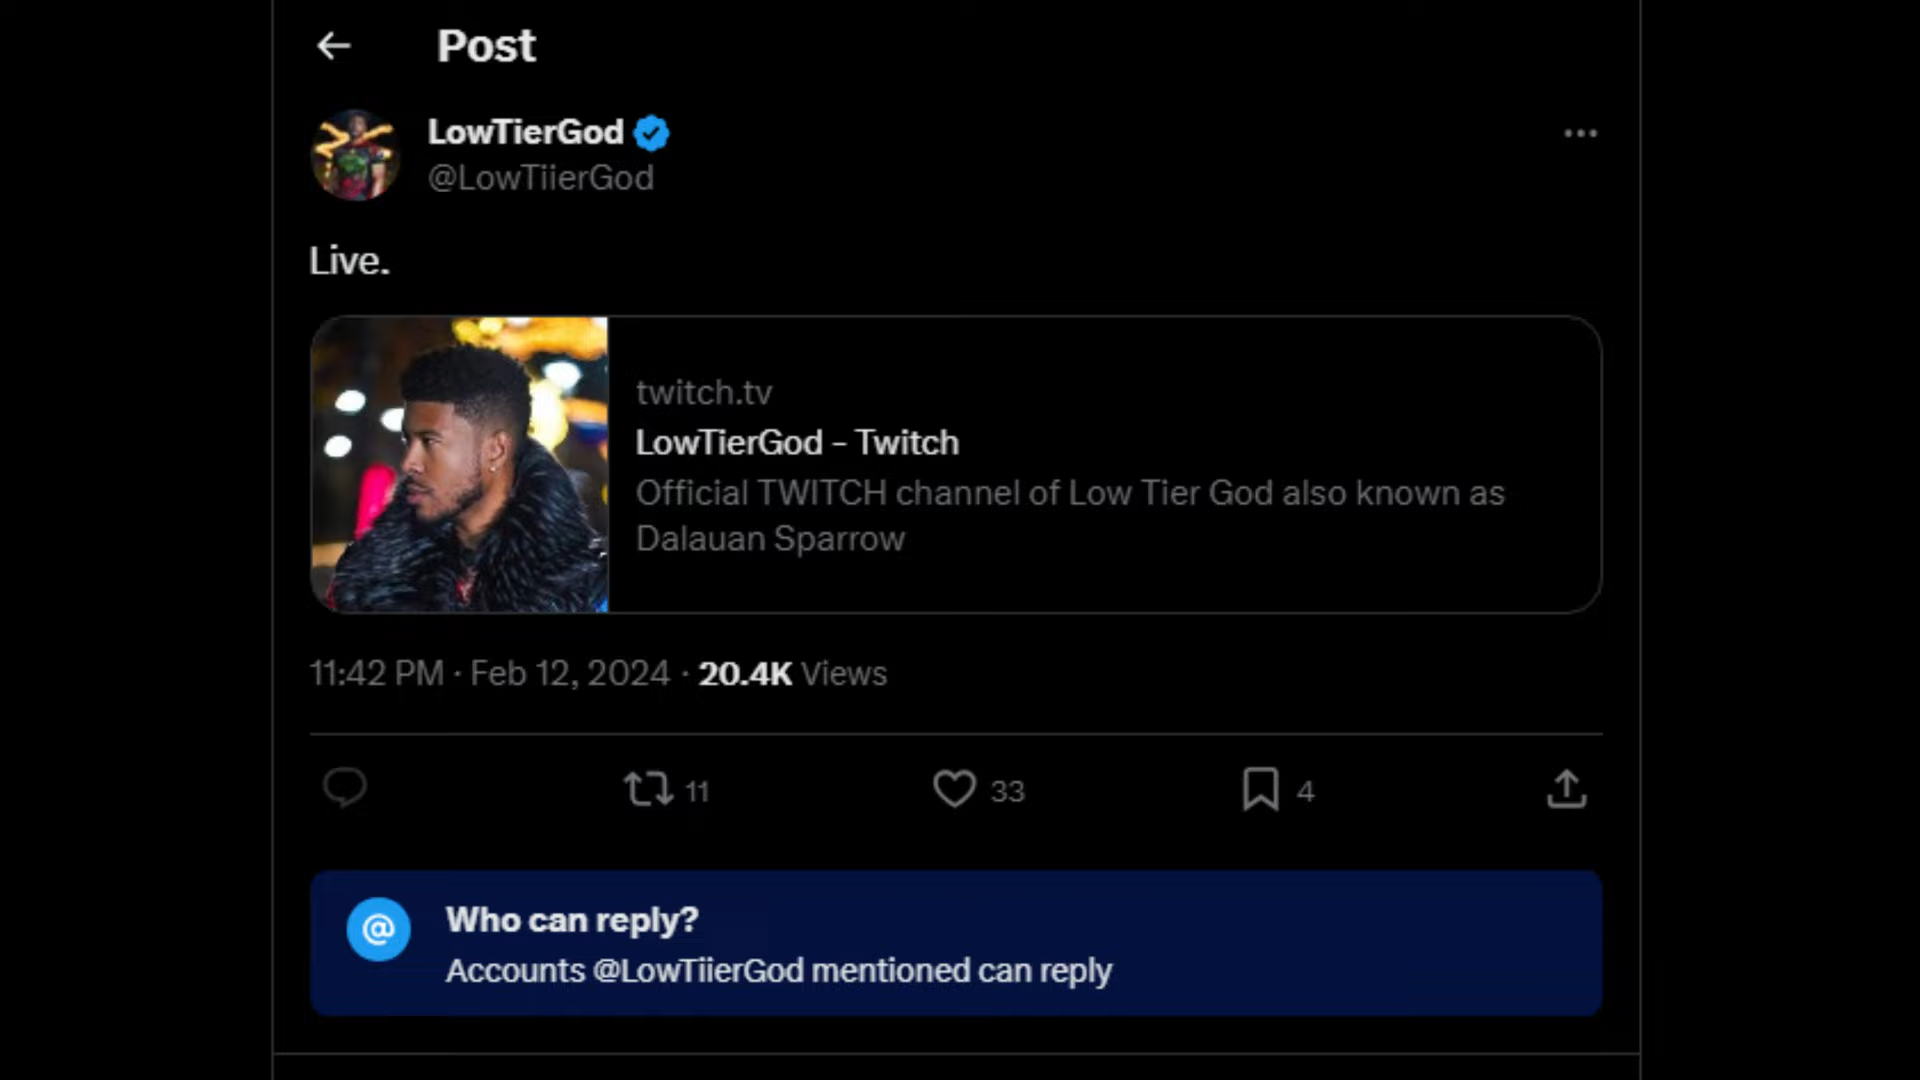 Post
LowTierGod
@LowTiierGod
Live.
twitch.tv
LowTierGod - Twitch
Official TWITCH channel of Low Tier God also known as
Dalauan Sparrow
11:42 PM · Feb 12, 2024 · 20.4K Views
11 33 4
@ Who can reply?
Accounts @LowTiierGod mentioned can reply